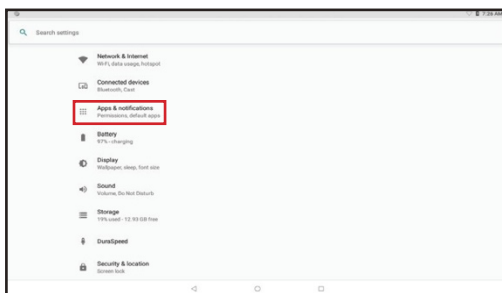 7:36 AM
Search settings
Network & Internet
Wi-Fi, data usage, hotspot
Connected devices
Bluetooth, Cast
Apps & notifications
Permissions, default apps
Battery
97% - charging
Display
Wallpaper, sleep, font size
Sound
Volume, Do Not Disturb
Storage
19% used - 12.93 GB free
DuraSpeed
Security & location
Screen lock